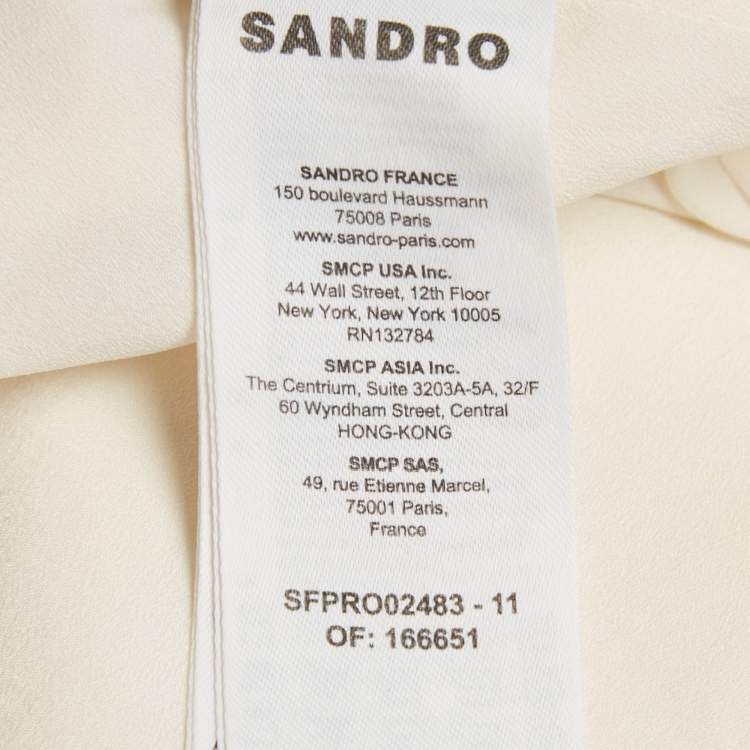 SANDRO
SANDRO FRANCE
150 boulevard Haussmann
75008 Paris
www.sandro-paris.com
SMCP USA Inc.
44 Wall Street, 12th Floor
New York, New York 10005
RN132784
SMCP ASIA Inc.
The Centrium, Suite 3203A-5A, 32/F
60 Wyndham Street, Central
HONG-KONG
SMCP SAS,
49, rue Etienne Marcel,
75001 Paris,
France
SFPRO02483 - 11
OF: 166651